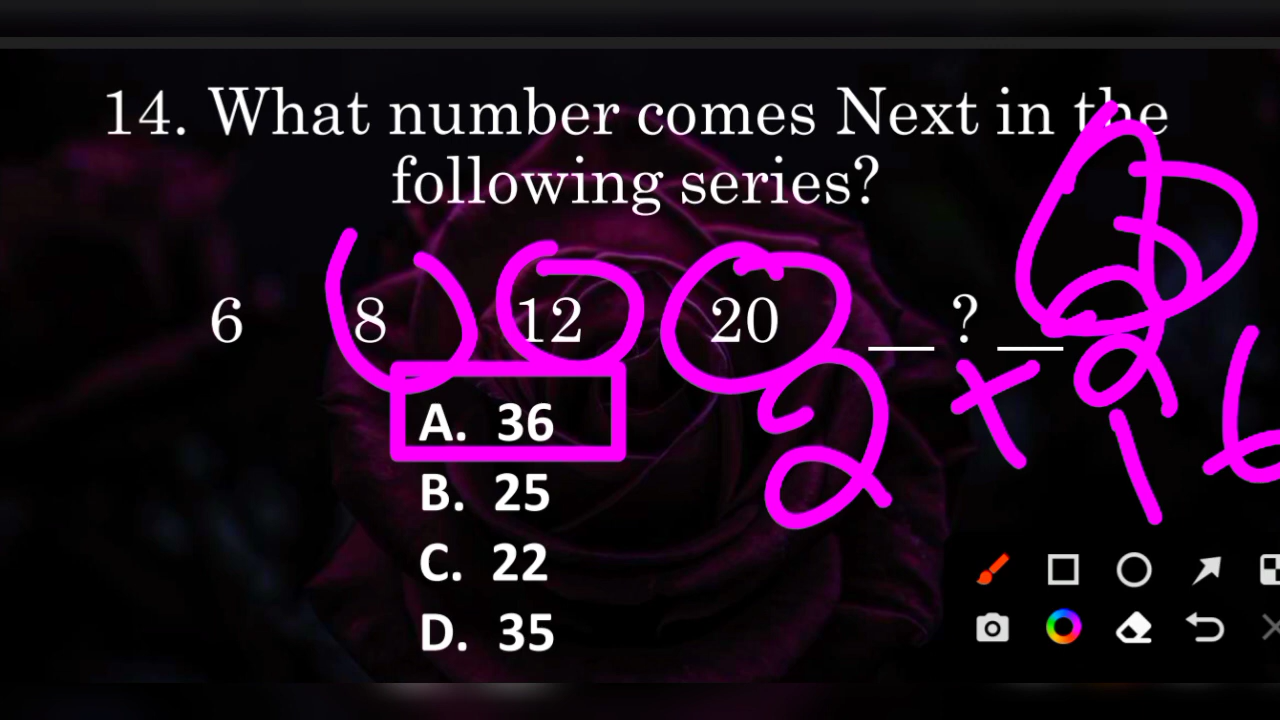 14. What number comes Next in the
following series?
6 8 12 20 __ ? __
A. 36
B. 25
C. 22
D. 35